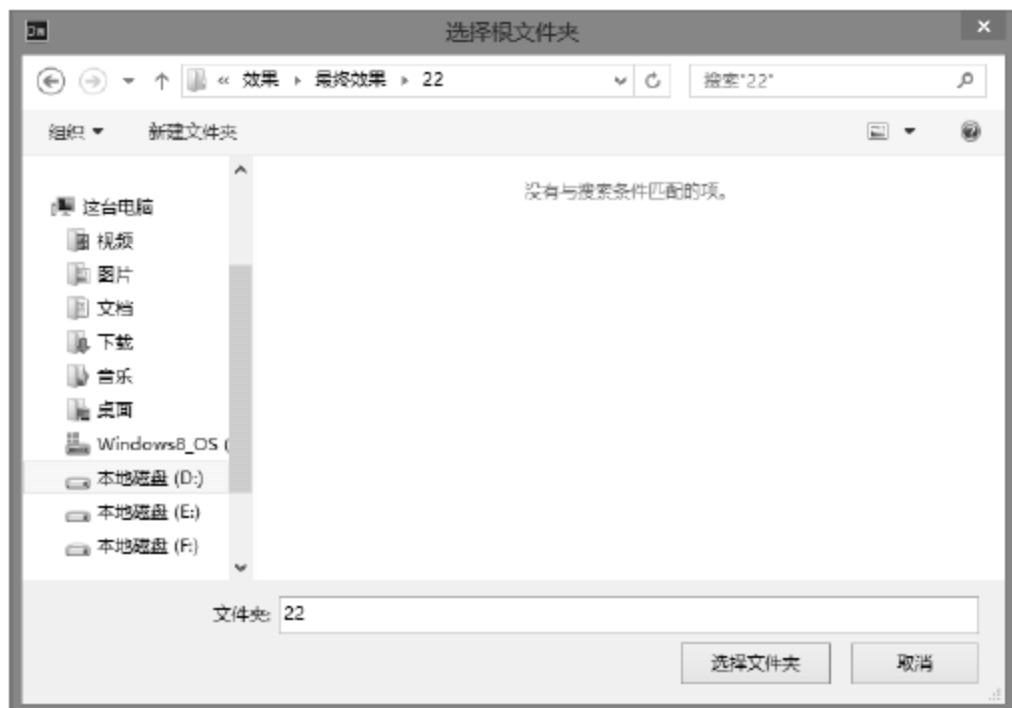 Dw
选择根文件夹
« 效果 ▸ 最终效果 ▸ 22
搜索"22"
组织
新建文件夹
没有与搜索条件匹配的项。
这台电脑
视频
图片
文档
下载
音乐
桌面
Windows8_OS (
本地磁盘 (D:)
本地磁盘 (E:)
本地磁盘 (F:)
文件夹: 22
选择文件夹
取消